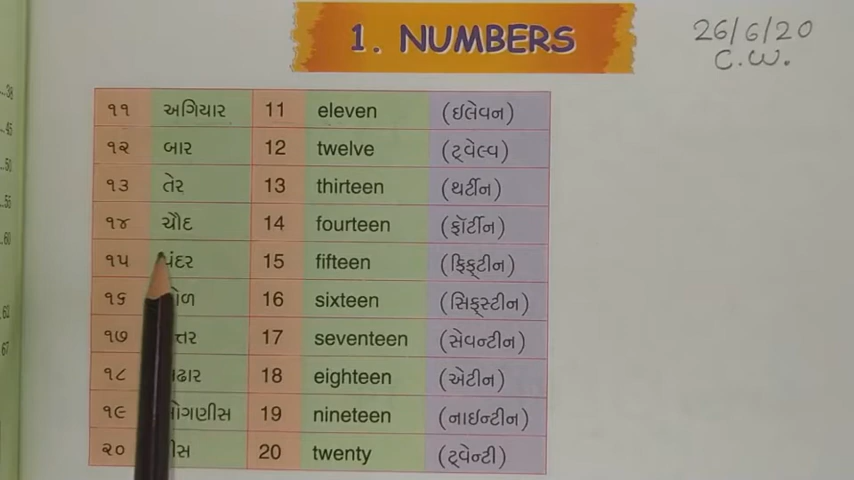 1. NUMBERS
26/6/20
C.W.
૧૧ અગિયાર 11 eleven (ઇલેવન)
૧૨ બાર 12 twelve (ટ્વેલ્વ)
૧૩ તેર 13 thirteen (થર્ટીન)
૧૪ ચૌદ 14 fourteen (ફૉર્ટીન)
૧૫ 15 fifteen (ફિફ્ટીન)
૧૬ 16 sixteen (સિક્સ્ટીન)
૧૭ 17 seventeen (સેવન્ટીન)
૧૮ 18 eighteen (એટીન)
૧૯ 19 nineteen (નાઇન્ટીન)
૨૦ 20 twenty (ટ્વેન્ટી)